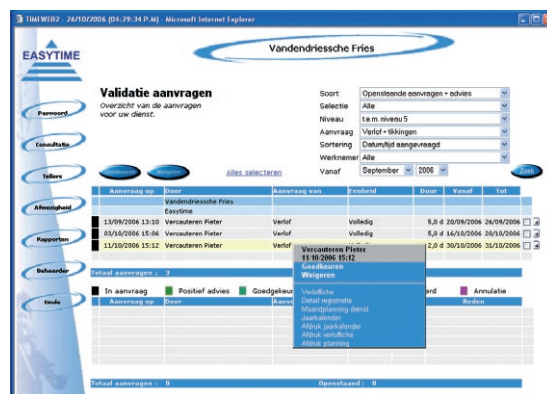 TIMEWEB2 - 26/10/2006 (04:29:34 P.M) - Microsoft Internet Explorer
EASYTIME
Vandendriessche Fries
Validatie aanvragen
Overzicht van de aanvragen
voor uw dienst.
Soort Openstaande aanvragen + advies
Selectie Alle
Niveau t.e.m. niveau 5
Aanvraag Verlof + tikkingen
Sortering Datum/tijd aangevraagd
Werknemer Alle
Vanaf September 2006
Zoek
Paswoord
Consultatie
Tellers
Afwezigheid
Rapporten
Beheerder
Einde
Goedkeuren Weigeren Alles selecteren
Aanvraag op Door Aanvraag van Eenheid Duur Vanaf Tot
Vandendriessche Fries
Easytime
13/09/2006 13:10 Vercauteren Pieter Verlof Volledig 5,0 d 20/09/2006 26/09/2006
03/10/2006 15:06 Vercauteren Pieter Verlof Volledig 5,0 d 16/10/2006 20/10/2006
11/10/2006 15:12 Vercauteren Pieter Verlof 2,0 d 30/10/2006 31/10/2006
Vercauteren Pieter
11/10/2006 15:12
Goedkeuren
Weigeren
Verloffiche
Detail registratie
Maandplanning dienst
Jaarkalender
Afdruk jaarkalender
Afdruk verloffiche
Afdruk planning
Totaal aanvragen : 3
In aanvraag Positief advies Goedgekeur erd Annulatie
Aanvraag op Door Aanv Reden
Totaal aanvragen : 0 Openstaand : 0